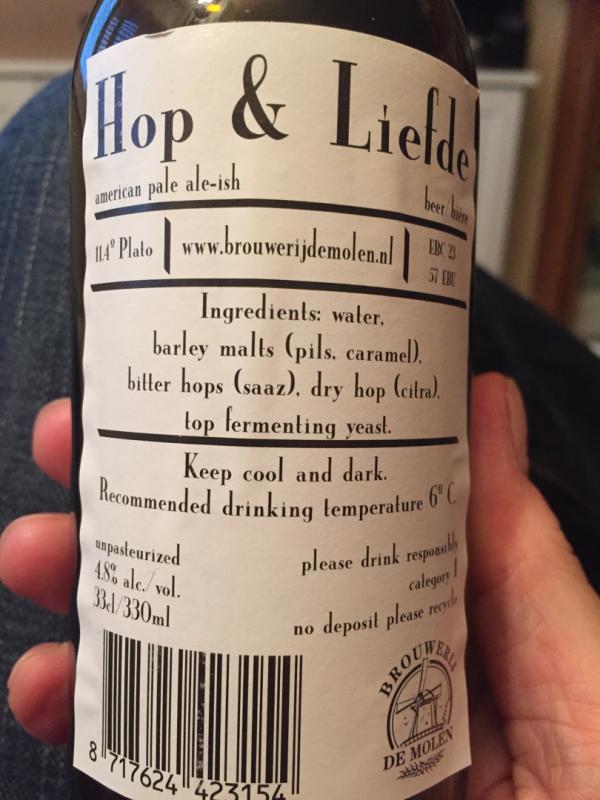 Hop & Liefde
american pale ale-ish
beer/bière
11.4° Plato
www.brouwerijdemolen.nl
EBC 23
57 EBU
Ingredients: water,
barley malts (pils, caramel),
bitter hops (saaz), dry hop (citra),
top fermenting yeast.
Keep cool and dark.
Recommended drinking temperature 6° C.
unpasteurized
4.8% alc./vol.
33cl/330ml
please drink responsibly
category 1
no deposit please recycle
BROUWERIJ
DE MOLEN
8 717624 423154